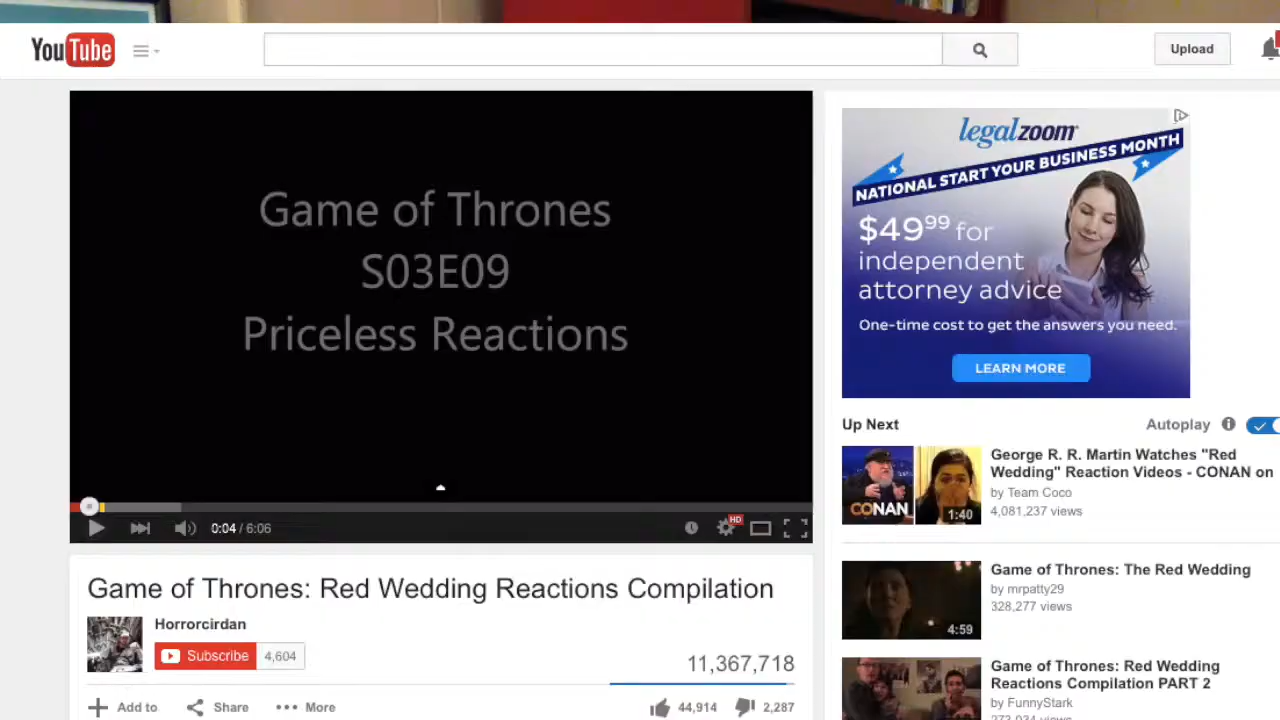 YouTube
Upload
Game of Thrones
S03E09
Priceless Reactions
0:04 / 6:06
HD
Game of Thrones: Red Wedding Reactions Compilation
Horrorcirdan
Subscribe 4,604
11,367,718
Add to Share More
44,914 2,287
legalzoom
NATIONAL START YOUR BUSINESS MONTH
$49.99 for
independent
attorney advice
One-time cost to get the answers you need.
LEARN MORE
Up Next
Autoplay
George R. R. Martin Watches "Red
Wedding" Reaction Videos - CONAN on
by Team Coco
4,081,237 views
CONAN
1:40
Game of Thrones: The Red Wedding
by mrpatty29
328,277 views
4:59
Game of Thrones: Red Wedding
Reactions Compilation PART 2
by FunnyStark